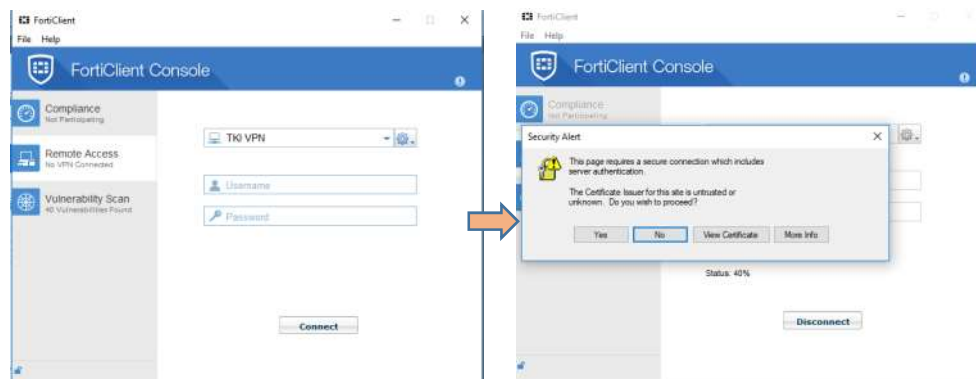 FortiClient
File Help
FortiClient Console
Compliance
Not Participating
Remote Access
No VPN Connected
Vulnerability Scan
40 Vulnerabilities Found
TKI VPN
Username
Password
Connect
FortiClient
File Help
FortiClient Console
Compliance
Not Participating
Security Alert
This page requires a secure connection which includes
server authentication.
The Certificate Issuer for this site is untrusted or
unknown. Do you wish to proceed?
Yes No View Certificate More Info
Status: 40%
Disconnect